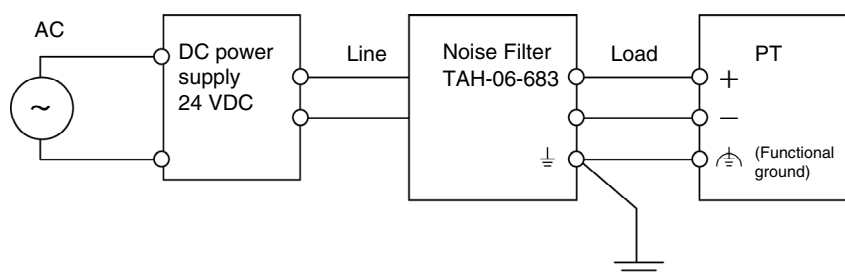 AC
DC power
supply
24 VDC
Line
Noise Filter
TAH-06-683
Load
PT
+
−
(Functional
ground)
~